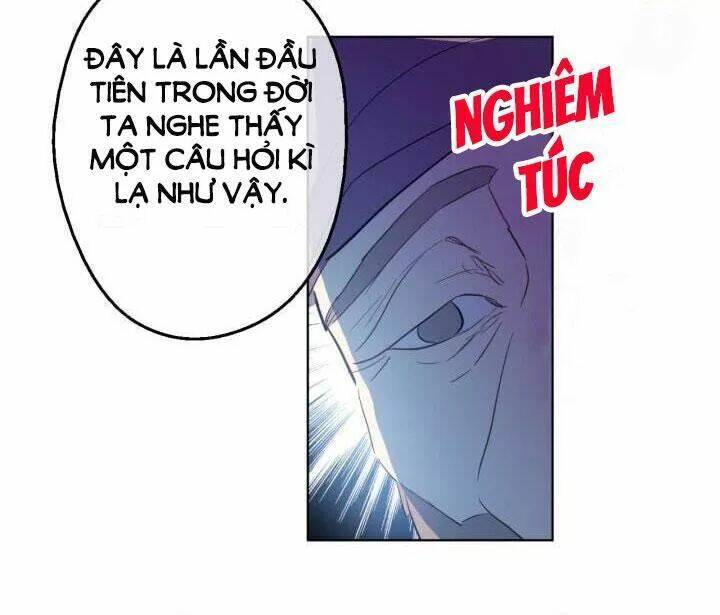 ĐÂY LÀ LẦN ĐẦU
TIÊN TRONG ĐỜI
TA NGHE THẤY
MỘT CÂU HỎI KÌ
LẠ NHƯ VẬY.
NGHIÊM
TÚC